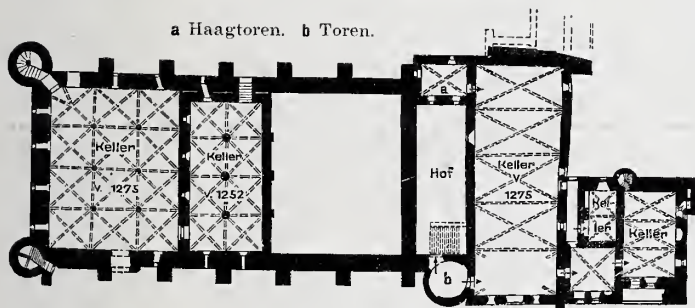 a Haagtoren. b Toren.
Keller
V. 1275
Keller
1252
a
Hof
b
Keller
V.
1275
Kel-
ler
Keller